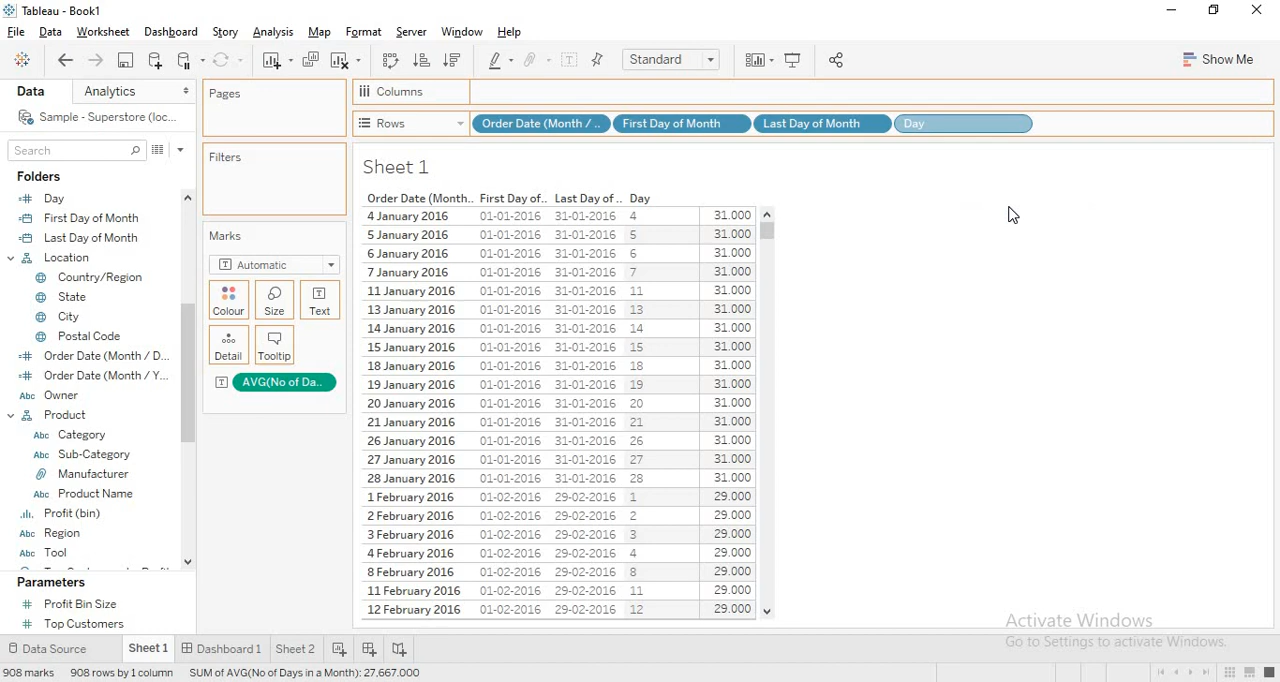 Tableau - Book1
File Data Worksheet Dashboard Story Analysis Map Format Server Window Help
Standard
Show Me
Data Analytics
Sample - Superstore (loc...
Search
Folders
Day
First Day of Month
Last Day of Month
Location
Country/Region
State
City
Postal Code
Order Date (Month / D...
Order Date (Month / Y...
Abc Owner
Product
Abc Category
Abc Sub-Category
Manufacturer
Abc Product Name
Profit (bin)
Abc Region
Abc Tool
Parameters
# Profit Bin Size
# Top Customers
Pages
Filters
Marks
Automatic
Colour Size Text
Detail Tooltip
AVG(No of Da..
Columns
Rows Order Date (Month / .. First Day of Month Last Day of Month Day
Sheet 1
Order Date (Month.. First Day of.. Last Day of .. Day
4 January 2016 01-01-2016 31-01-2016 4 31.000
5 January 2016 01-01-2016 31-01-2016 5 31.000
6 January 2016 01-01-2016 31-01-2016 6 31.000
7 January 2016 01-01-2016 31-01-2016 7 31.000
11 January 2016 01-01-2016 31-01-2016 11 31.000
13 January 2016 01-01-2016 31-01-2016 13 31.000
14 January 2016 01-01-2016 31-01-2016 14 31.000
15 January 2016 01-01-2016 31-01-2016 15 31.000
18 January 2016 01-01-2016 31-01-2016 18 31.000
19 January 2016 01-01-2016 31-01-2016 19 31.000
20 January 2016 01-01-2016 31-01-2016 20 31.000
21 January 2016 01-01-2016 31-01-2016 21 31.000
26 January 2016 01-01-2016 31-01-2016 26 31.000
27 January 2016 01-01-2016 31-01-2016 27 31.000
28 January 2016 01-01-2016 31-01-2016 28 31.000
1 February 2016 01-02-2016 29-02-2016 1 29.000
2 February 2016 01-02-2016 29-02-2016 2 29.000
3 February 2016 01-02-2016 29-02-2016 3 29.000
4 February 2016 01-02-2016 29-02-2016 4 29.000
8 February 2016 01-02-2016 29-02-2016 8 29.000
11 February 2016 01-02-2016 29-02-2016 11 29.000
12 February 2016 01-02-2016 29-02-2016 12 29.000
Activate Windows
Go to Settings to activate Windows.
Data Source Sheet 1 Dashboard 1 Sheet 2
908 marks 908 rows by 1 column SUM of AVG(No of Days in a Month): 27,667.000